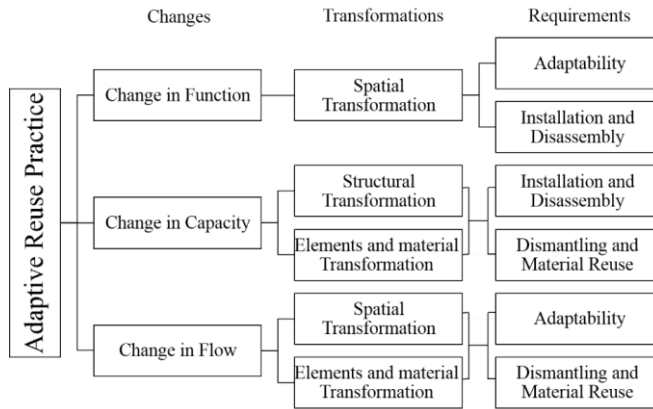 Changes
Transformations
Requirements
Adaptive Reuse Practice
Change in Function
Spatial
Transformation
Adaptability
Installation and
Disassembly
Change in Capacity
Structural
Transformation
Elements and material
Transformation
Installation and
Disassembly
Dismantling and
Material Reuse
Change in Flow
Spatial
Transformation
Elements and material
Transformation
Adaptability
Dismantling and
Material Reuse